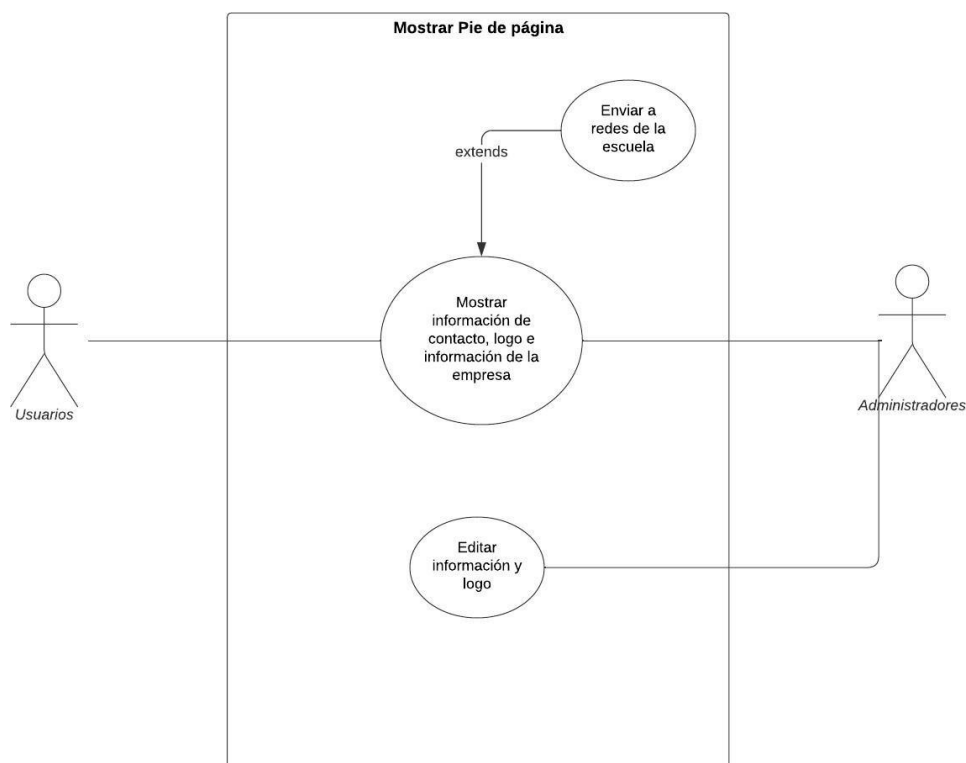 Mostrar Pie de página
Enviar a
redes de la
escuela
extends
Mostrar
información de
contacto, logo e
información de la
empresa
Usuarios
Administradores
Editar
información y
logo